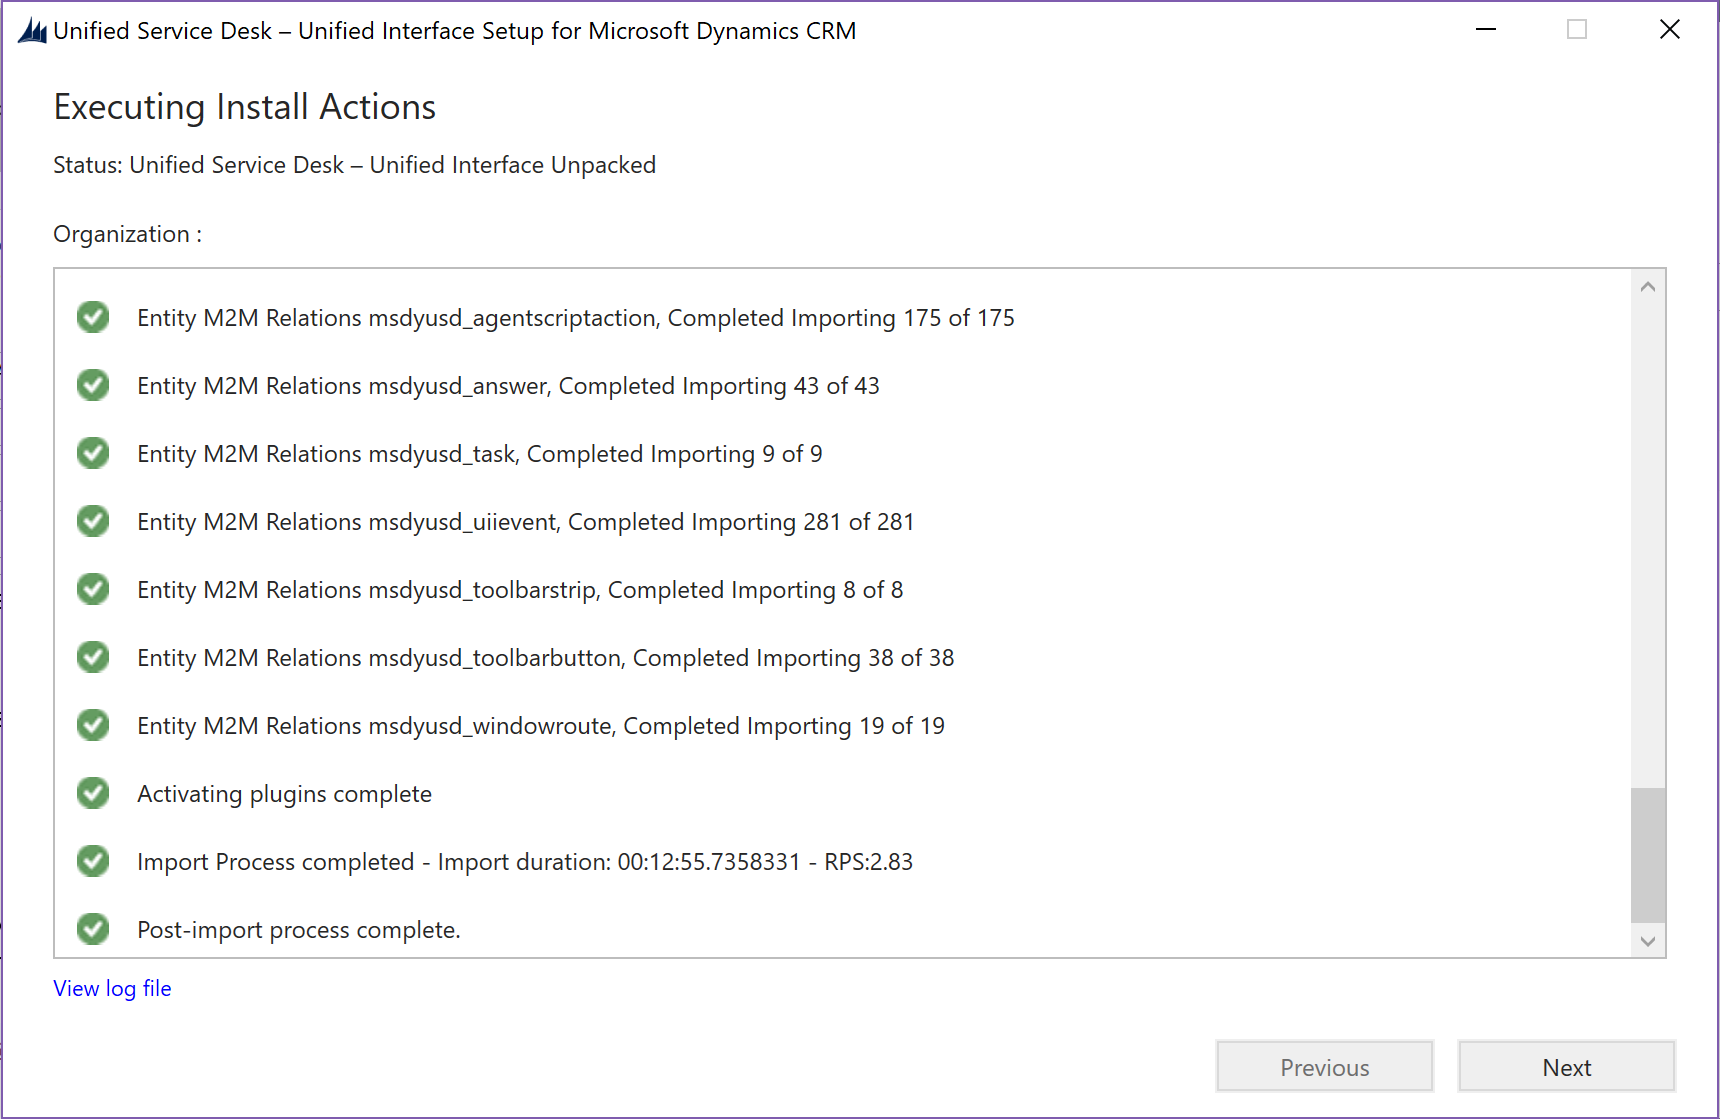 Unified Service Desk – Unified Interface Setup for Microsoft Dynamics CRM
Executing Install Actions
Status: Unified Service Desk – Unified Interface Unpacked
Organization :
Entity M2M Relations msdyusd_agentscriptaction, Completed Importing 175 of 175
Entity M2M Relations msdyusd_answer, Completed Importing 43 of 43
Entity M2M Relations msdyusd_task, Completed Importing 9 of 9
Entity M2M Relations msdyusd_uiievent, Completed Importing 281 of 281
Entity M2M Relations msdyusd_toolbarstrip, Completed Importing 8 of 8
Entity M2M Relations msdyusd_toolbarbutton, Completed Importing 38 of 38
Entity M2M Relations msdyusd_windowroute, Completed Importing 19 of 19
Activating plugins complete
Import Process completed - Import duration: 00:12:55.7358331 - RPS:2.83
Post-import process complete.
View log file
Previous
Next